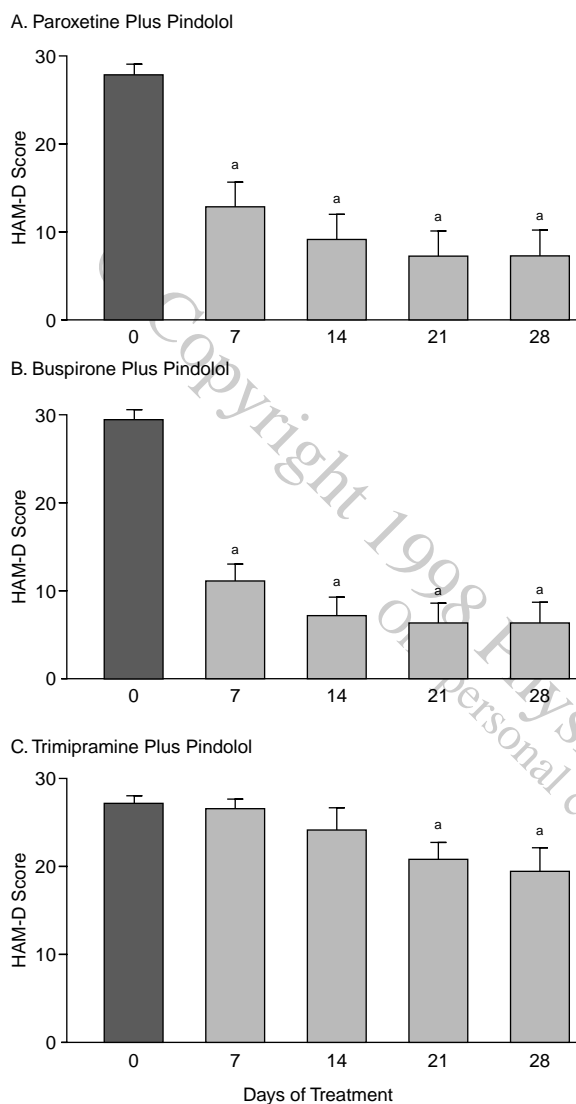 A. Paroxetine Plus Pindolol
30
20
10
0
HAM-D Score
a
a
a
a
0 7 14 21 28
B. Buspirone Plus Pindolol
30
20
10
0
HAM-D Score
a
a
a
a
0 7 14 21 28
C. Trimipramine Plus Pindolol
30
20
10
0
HAM-D Score
a
a
0 7 14 21 28
Days of Treatment
Copyright 1998 Phys
personal